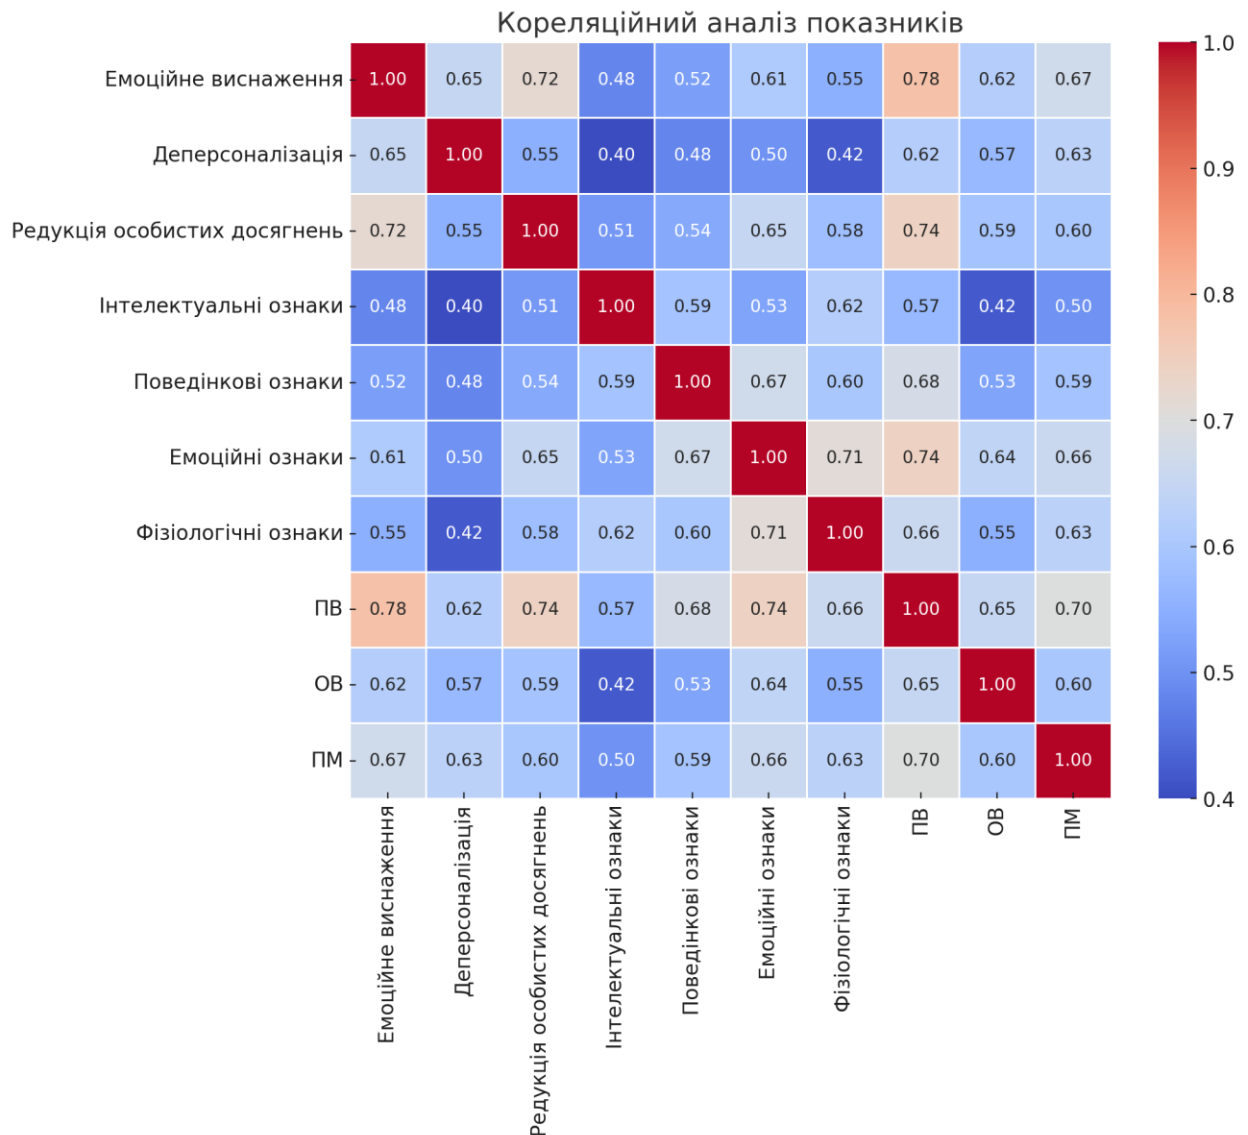 Кореляційний аналіз показників
Емоційне виснаження 1.00 0.65 0.72 0.48 0.52 0.61 0.55 0.78 0.62 0.67
Деперсоналізація 0.65 1.00 0.55 0.40 0.48 0.50 0.42 0.62 0.57 0.63
Редукція особистих досягнень 0.72 0.55 1.00 0.51 0.54 0.65 0.58 0.74 0.59 0.60
Інтелектуальні ознаки 0.48 0.40 0.51 1.00 0.59 0.53 0.62 0.57 0.42 0.50
Поведінкові ознаки 0.52 0.48 0.54 0.59 1.00 0.67 0.60 0.68 0.53 0.59
Емоційні ознаки 0.61 0.50 0.65 0.53 0.67 1.00 0.71 0.74 0.64 0.66
Фізіологічні ознаки 0.55 0.42 0.58 0.62 0.60 0.71 1.00 0.66 0.55 0.63
ПВ 0.78 0.62 0.74 0.57 0.68 0.74 0.66 1.00 0.65 0.70
ОВ 0.62 0.57 0.59 0.42 0.53 0.64 0.55 0.65 1.00 0.60
ПМ 0.67 0.63 0.60 0.50 0.59 0.66 0.63 0.70 0.60 1.00
Емоційне виснаження
Деперсоналізація
Редукція особистих досягнень
Інтелектуальні ознаки
Поведінкові ознаки
Емоційні ознаки
Фізіологічні ознаки
ПВ
ОВ
ПМ
1.0
0.9
0.8
0.7
0.6
0.5
0.4